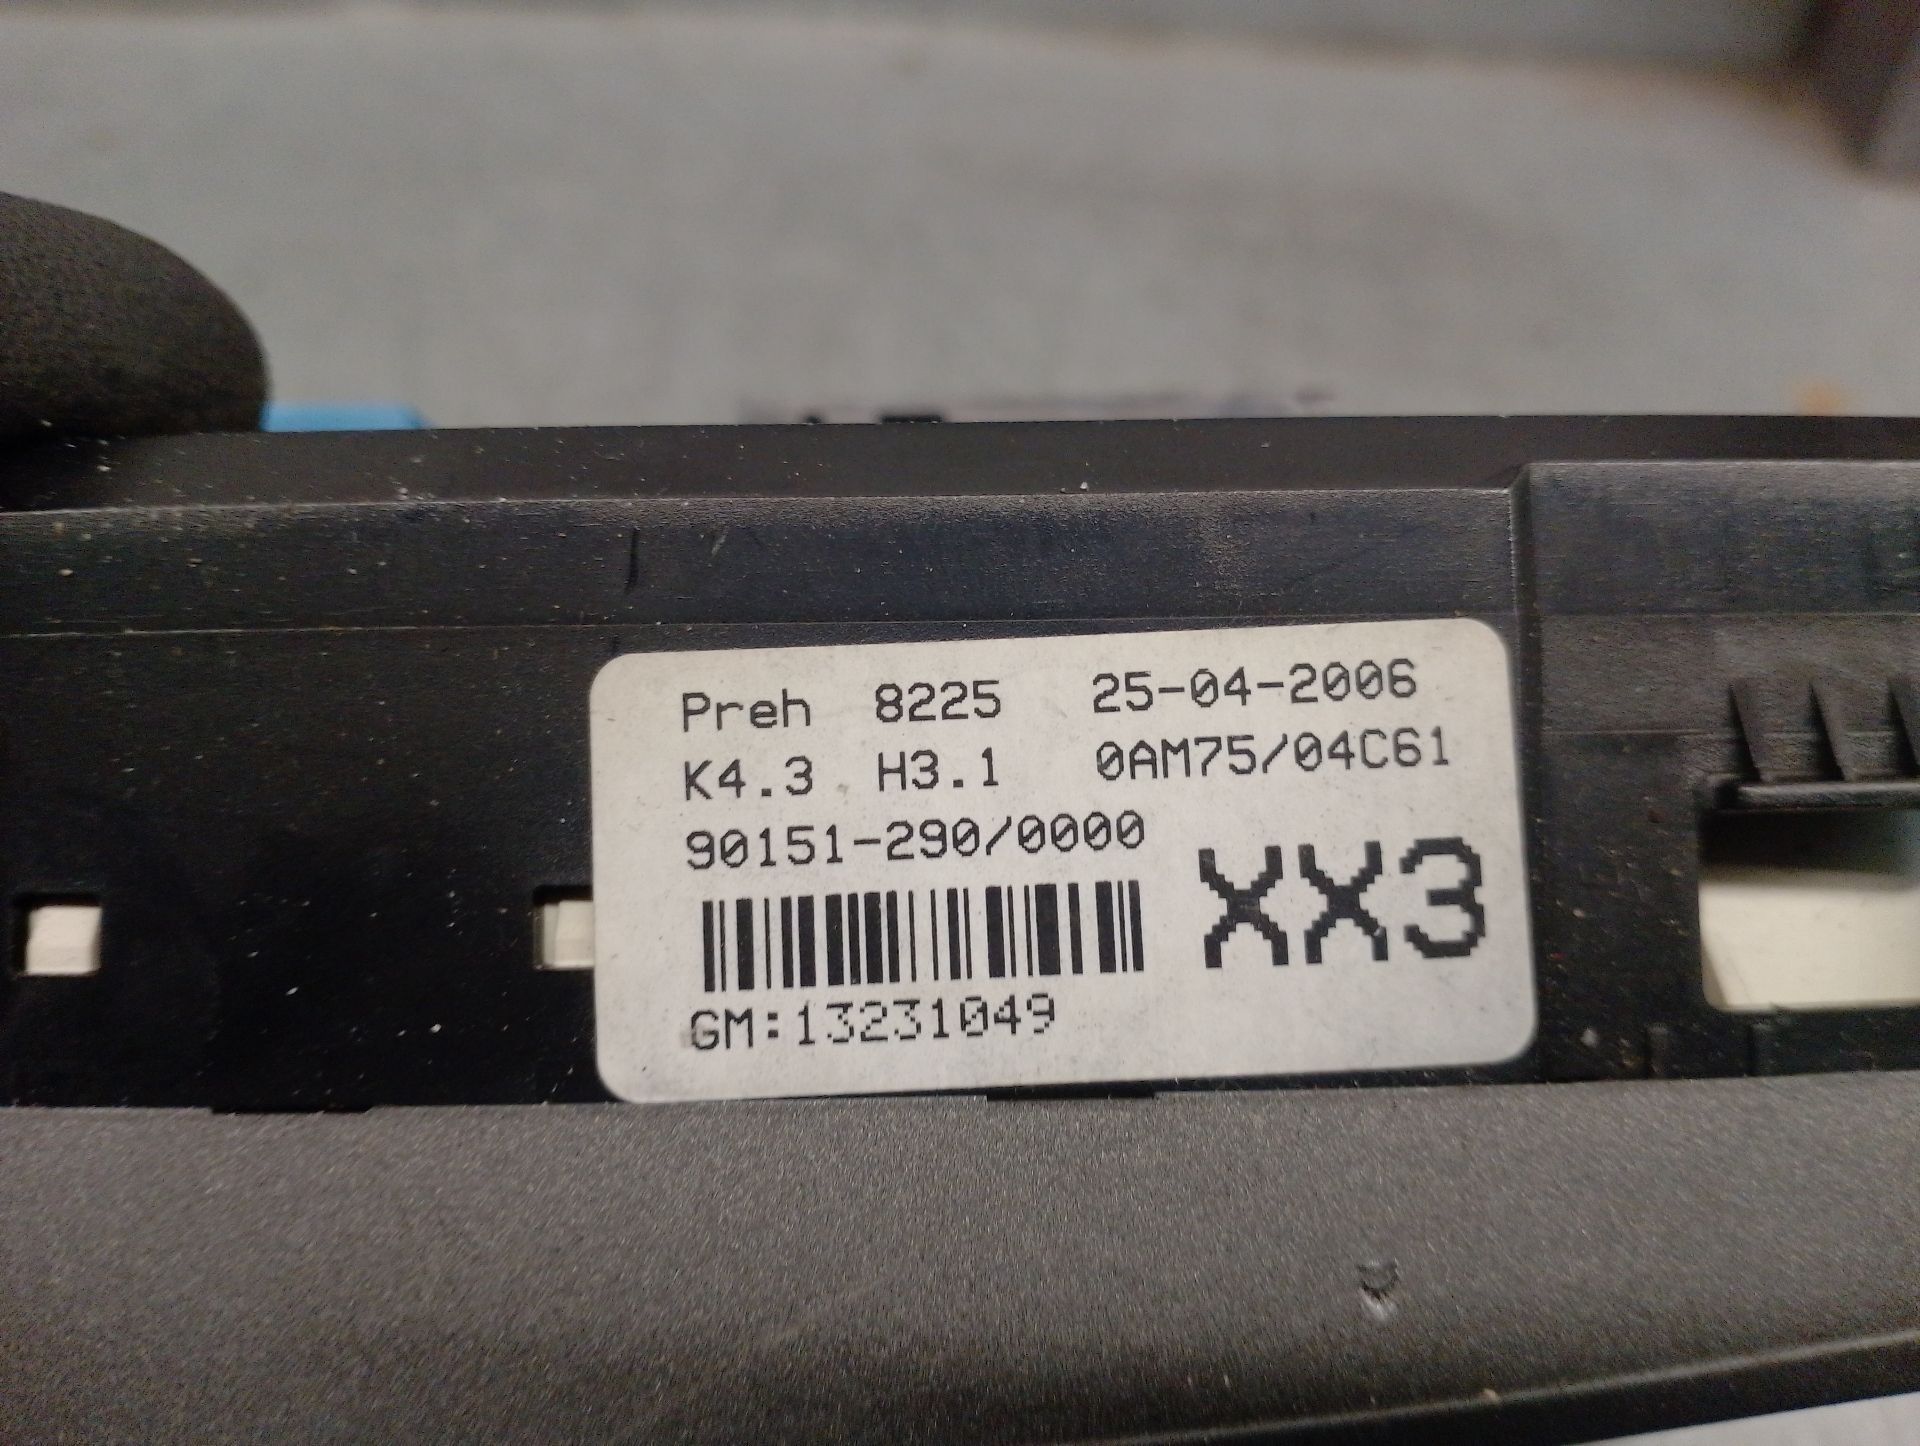 Preh 8225 25-04-2006
K4.3 H3.1 0AM75/04C61
90151-290/0000
XX3
GM:13231049